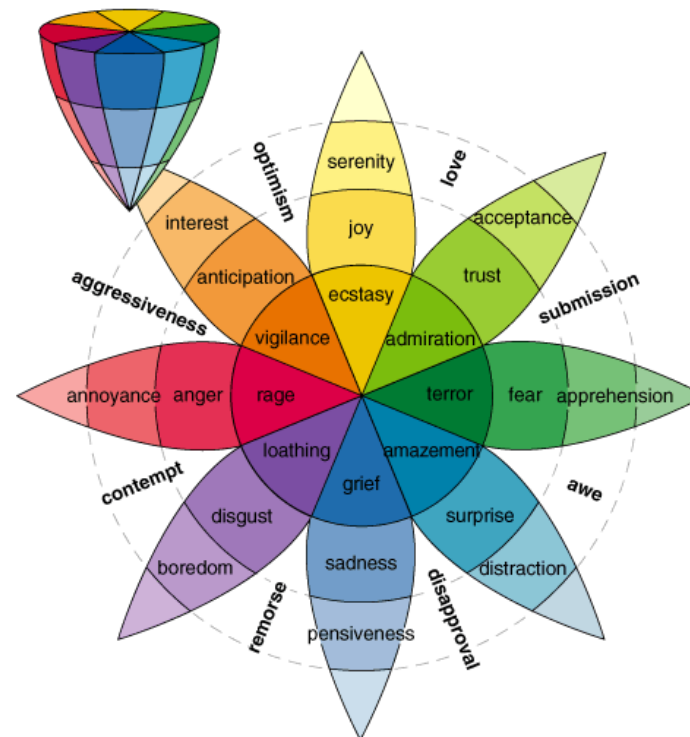 optimism
love
serenity
interest
acceptance
joy
anticipation
trust
aggressiveness
submission
ecstasy
vigilance
admiration
annoyance
anger
rage
terror
fear
apprehension
loathing
amazement
contempt
grief
awe
disgust
surprise
boredom
sadness
distraction
remorse
disapproval
pensiveness